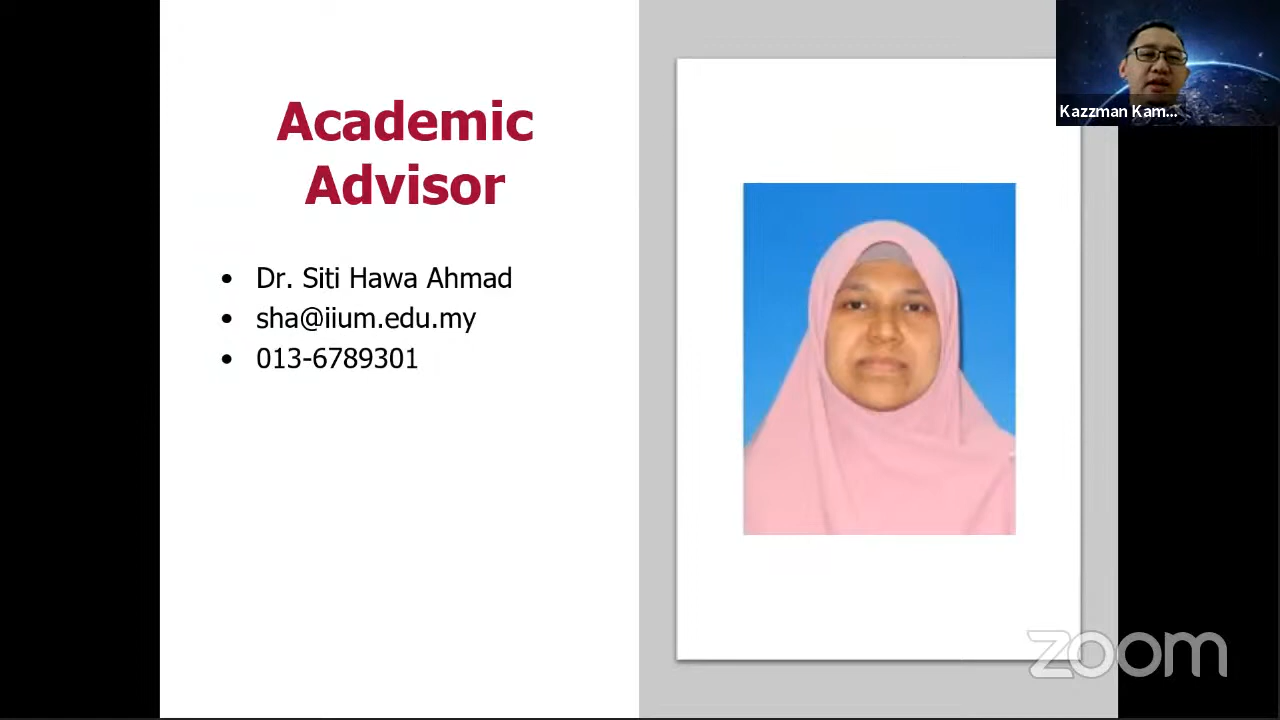 Academic
Advisor
Dr. Siti Hawa Ahmad
sha@iium.edu.my
013-6789301
Kazzman Kam...
zoom